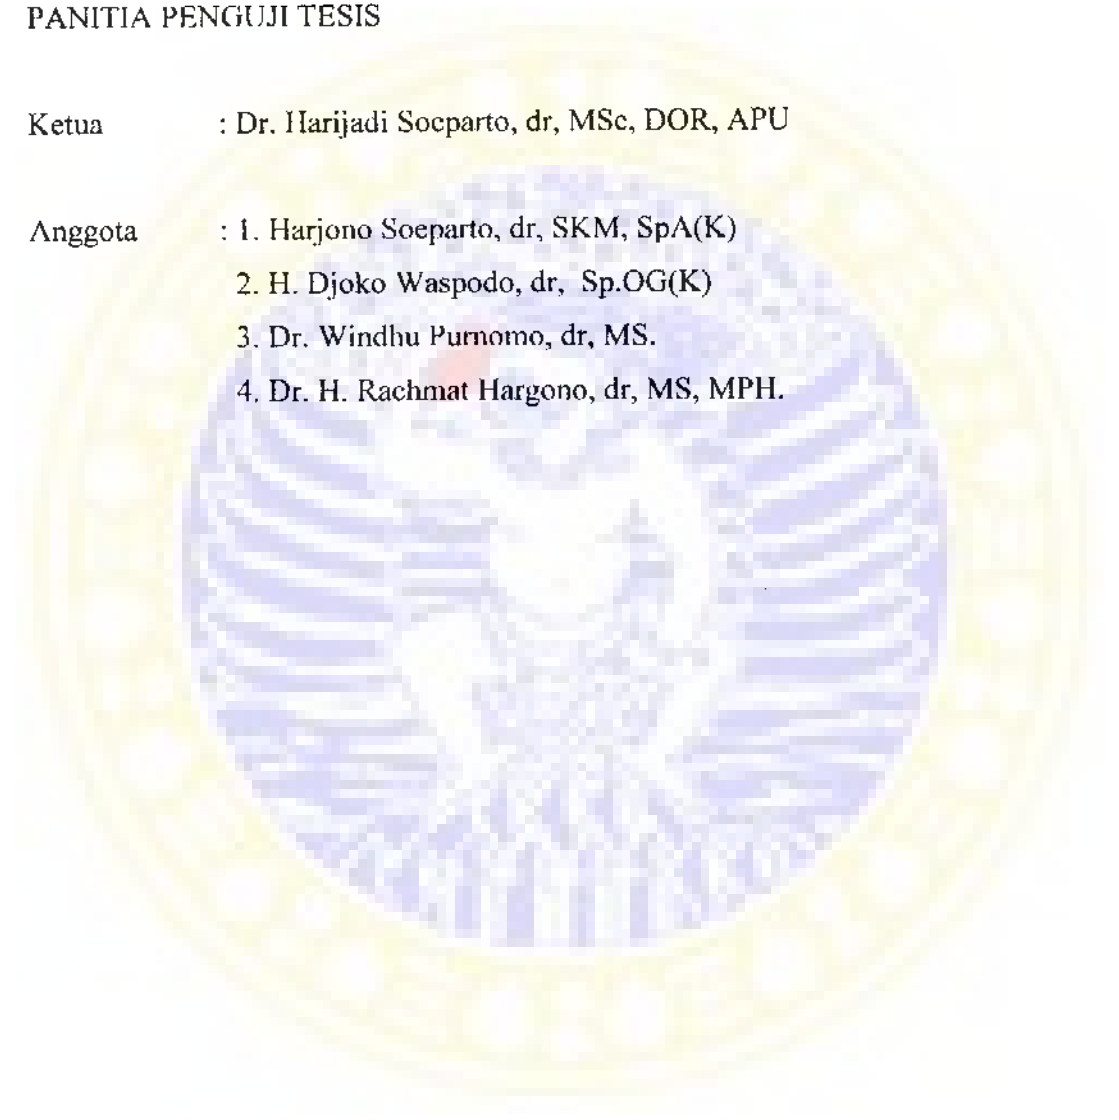 PANITIA PENGUJI TESIS
Ketua : Dr. Harijadi Soeparto, dr, MSc, DOR, APU
Anggota : 1. Harjono Soeparto, dr, SKM, SpA(K)
2. H. Djoko Waspodo, dr, Sp.OG(K)
3. Dr. Windhu Purnomo, dr, MS.
4. Dr. H. Rachmat Hargono, dr, MS, MPH.